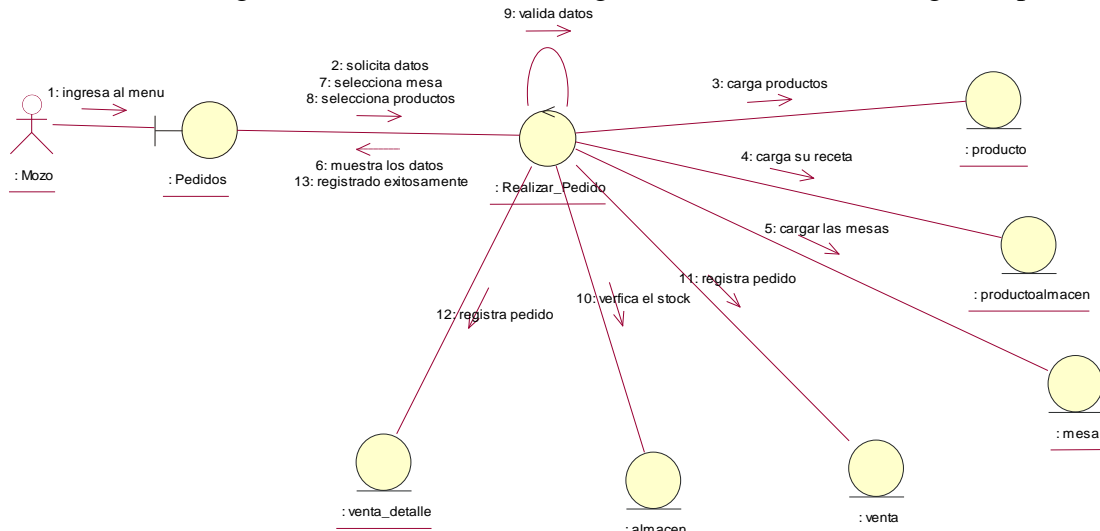 9: valida datos
2: solicita datos
7: selecciona mesa
8: selecciona productos
1: ingresa al menu
3: carga productos
: Mozo
: Pedidos
6: muestra los datos
13: registrado exitosamente
: Realizar_Pedido
: producto
4: carga su receta
5: cargar las mesas
: productoalmacen
11: registra pedido
10: verfica el stock
12: registra pedido
: mesa
: venta_detalle
: almacen
: venta